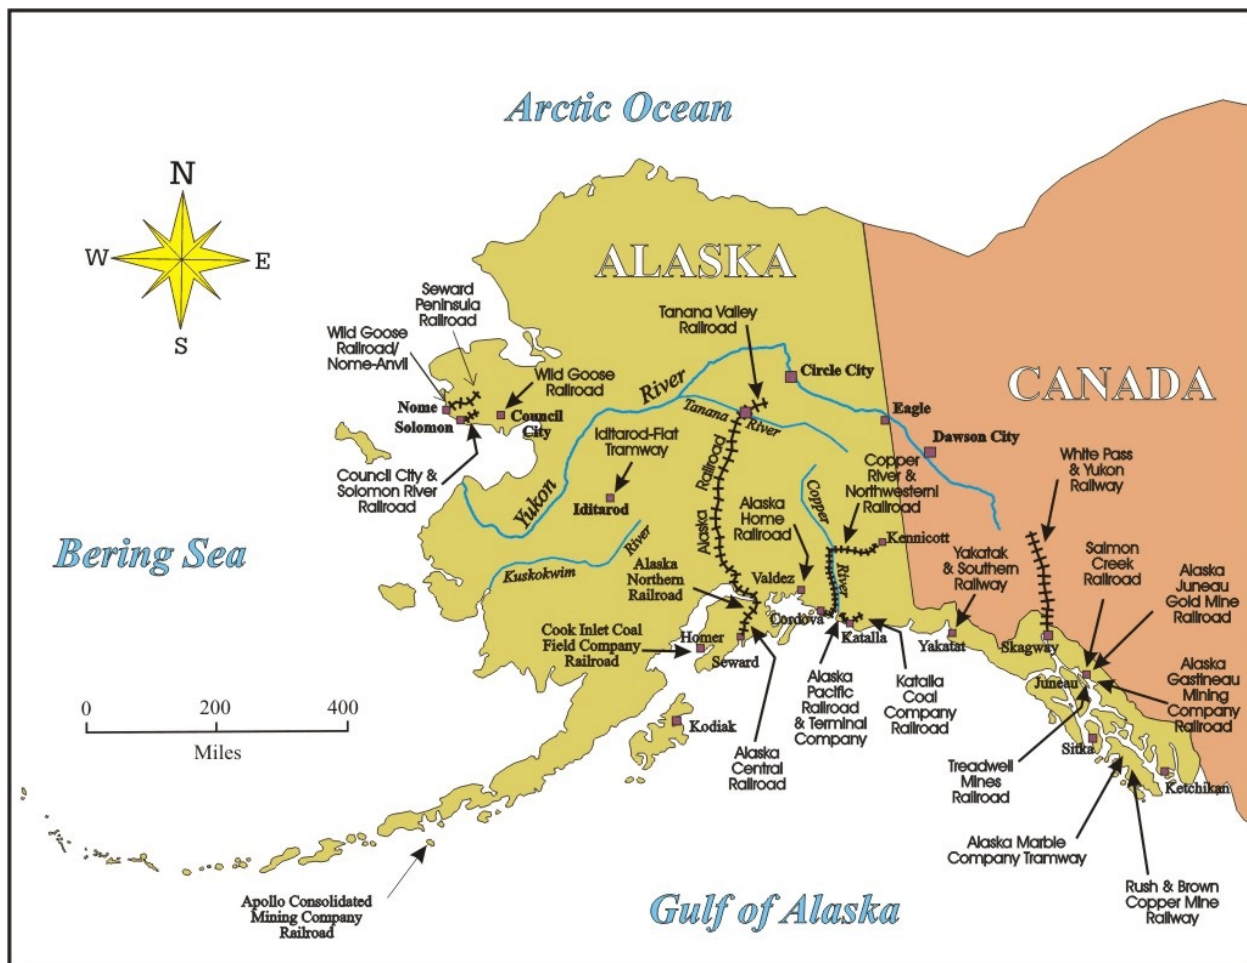 Arctic Ocean
N
W
E
S
ALASKA
CANADA
Seward
Peninsula
Railroad
Wild Goose
Railroad/
Nome-Anvil
Wild Goose
Railroad
Nome
Solomon
Council
City
Council City &
Solomon River
Railroad
Tanana Valley
Railroad
Circle City
Eagle
Dawson City
Yukon
River
Tanana
River
Iditarod-Flat
Tramway
Iditarod
Alaska
Railroad
Copper
River &
Northwestern
Railroad
Copper
River
Alaska
Home
Railroad
Kennicott
White Pass
& Yukon
Railway
Salmon
Creek
Railroad
Yakatak
& Southern
Railway
Alaska
Juneau
Gold Mine
Railroad
Bering Sea
Kuskokwim
River
Alaska
Northern
Railroad
Valdez
Cordova
Katalla
Yakatat
Skagway
Cook Inlet Coal
Field Company
Railroad
Homer
Seward
Juneau
Alaska
Gastineau
Mining
Company
Railroad
Alaska
Pacific
Railroad
& Terminal
Company
Katalla
Coal
Company
Railroad
0
200
400
Miles
Kodiak
Alaska
Central
Railroad
Sitka
Treadwell
Mines
Railroad
Ketchikan
Alaska Marble
Company Tramway
Rush & Brown
Copper Mine
Railway
Apollo Consolidated
Mining Company
Railroad
Gulf of Alaska